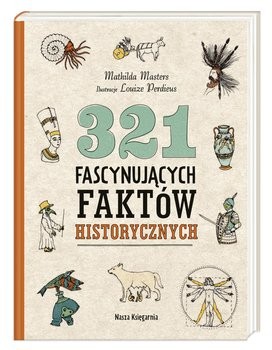 Mathilda Masters
Ilustracje Louize Perdieus
321
FASCYNUJĄCYCH
FAKTÓW
HISTORYCZNYCH
Nasza Księgarnia